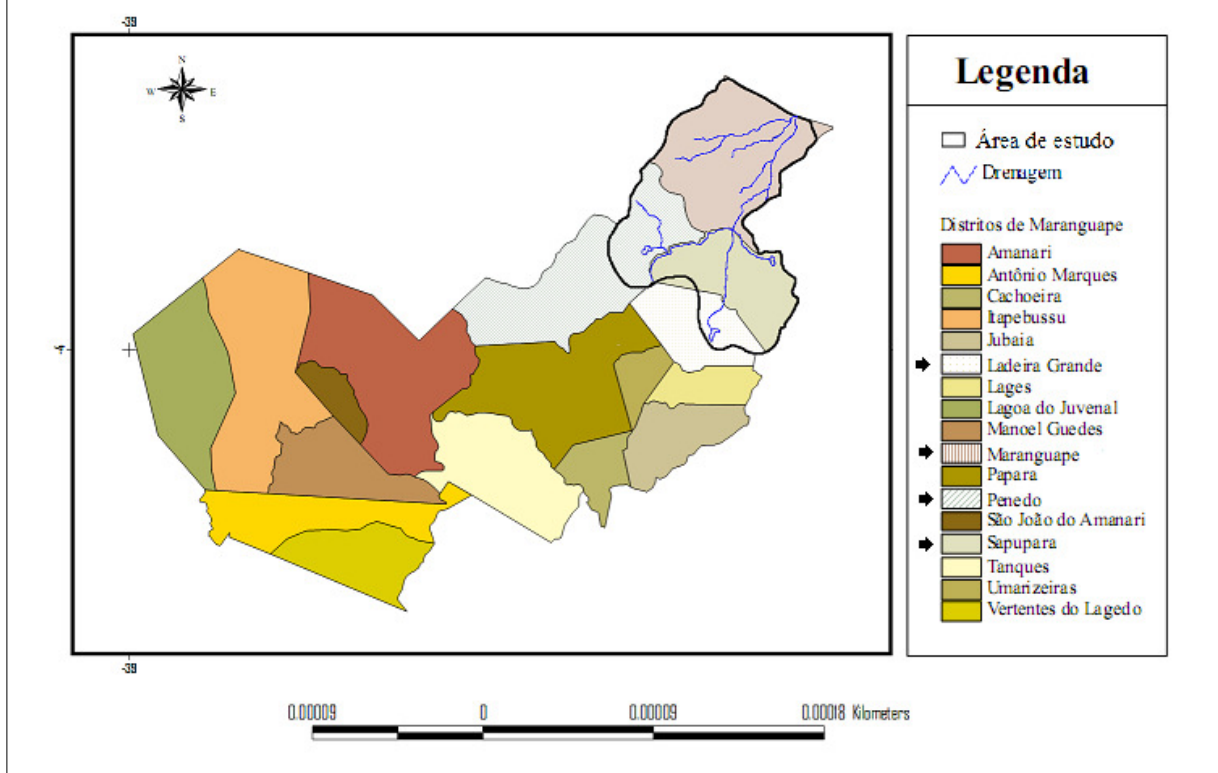 -39
N
W E
S
-4
-39
0.00009 0 0.00009 0.00018 Kilometers
Legenda
Área de estudo
Drenagem
Distritos de Maranguape
Amanari
Antônio Marques
Cachoeira
Itapebussu
Jubaia
Ladeira Grande
Lages
Lagoa do Juvenal
Manoel Guedes
Maranguape
Papara
Penedo
São João do Amanari
Sapupara
Tanques
Umarizeiras
Vertentes do Lagedo